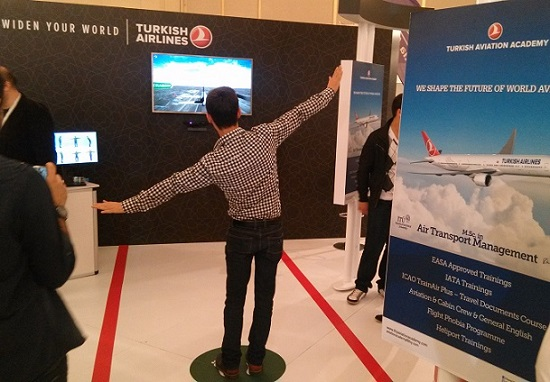 WIDEN YOUR WORLD
TURKISH
AIRLINES
TURKISH AVIATION ACADEMY
WE SHAPE THE FUTURE OF WORLD AV
TURKISH AIRLINES
M.Sc. in
Air Transport Management
EASA Approved Trainings
IATA Trainings
ICAO TrainAir Plus – Travel Documents Course
Aviation & Cabin Crew & General English
Flight Phobia Programme
Heliport Trainings